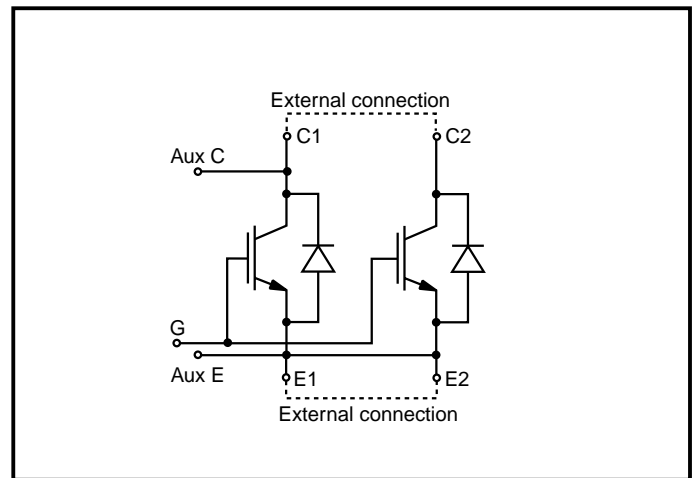 External connection
C1
C2
Aux C
G
Aux E
E1
E2
External connection